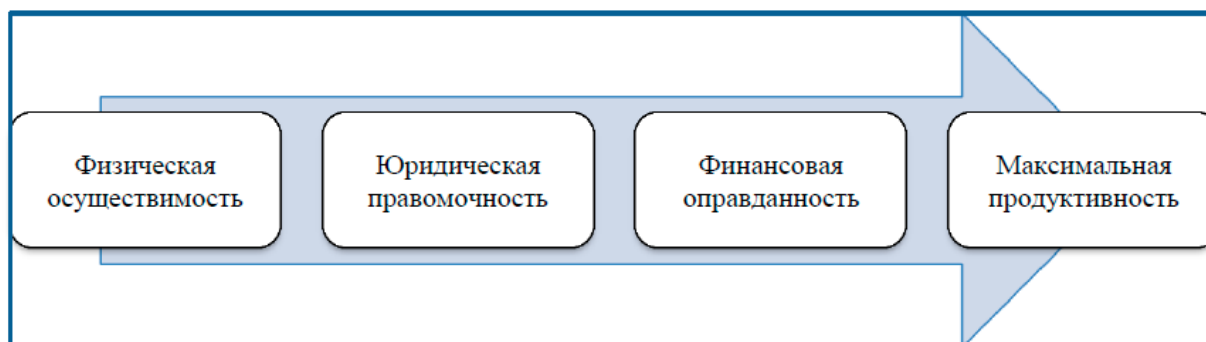 Физическая
осуществимость
Юридическая
правомочность
Финансовая
оправданность
Максимальная
продуктивность